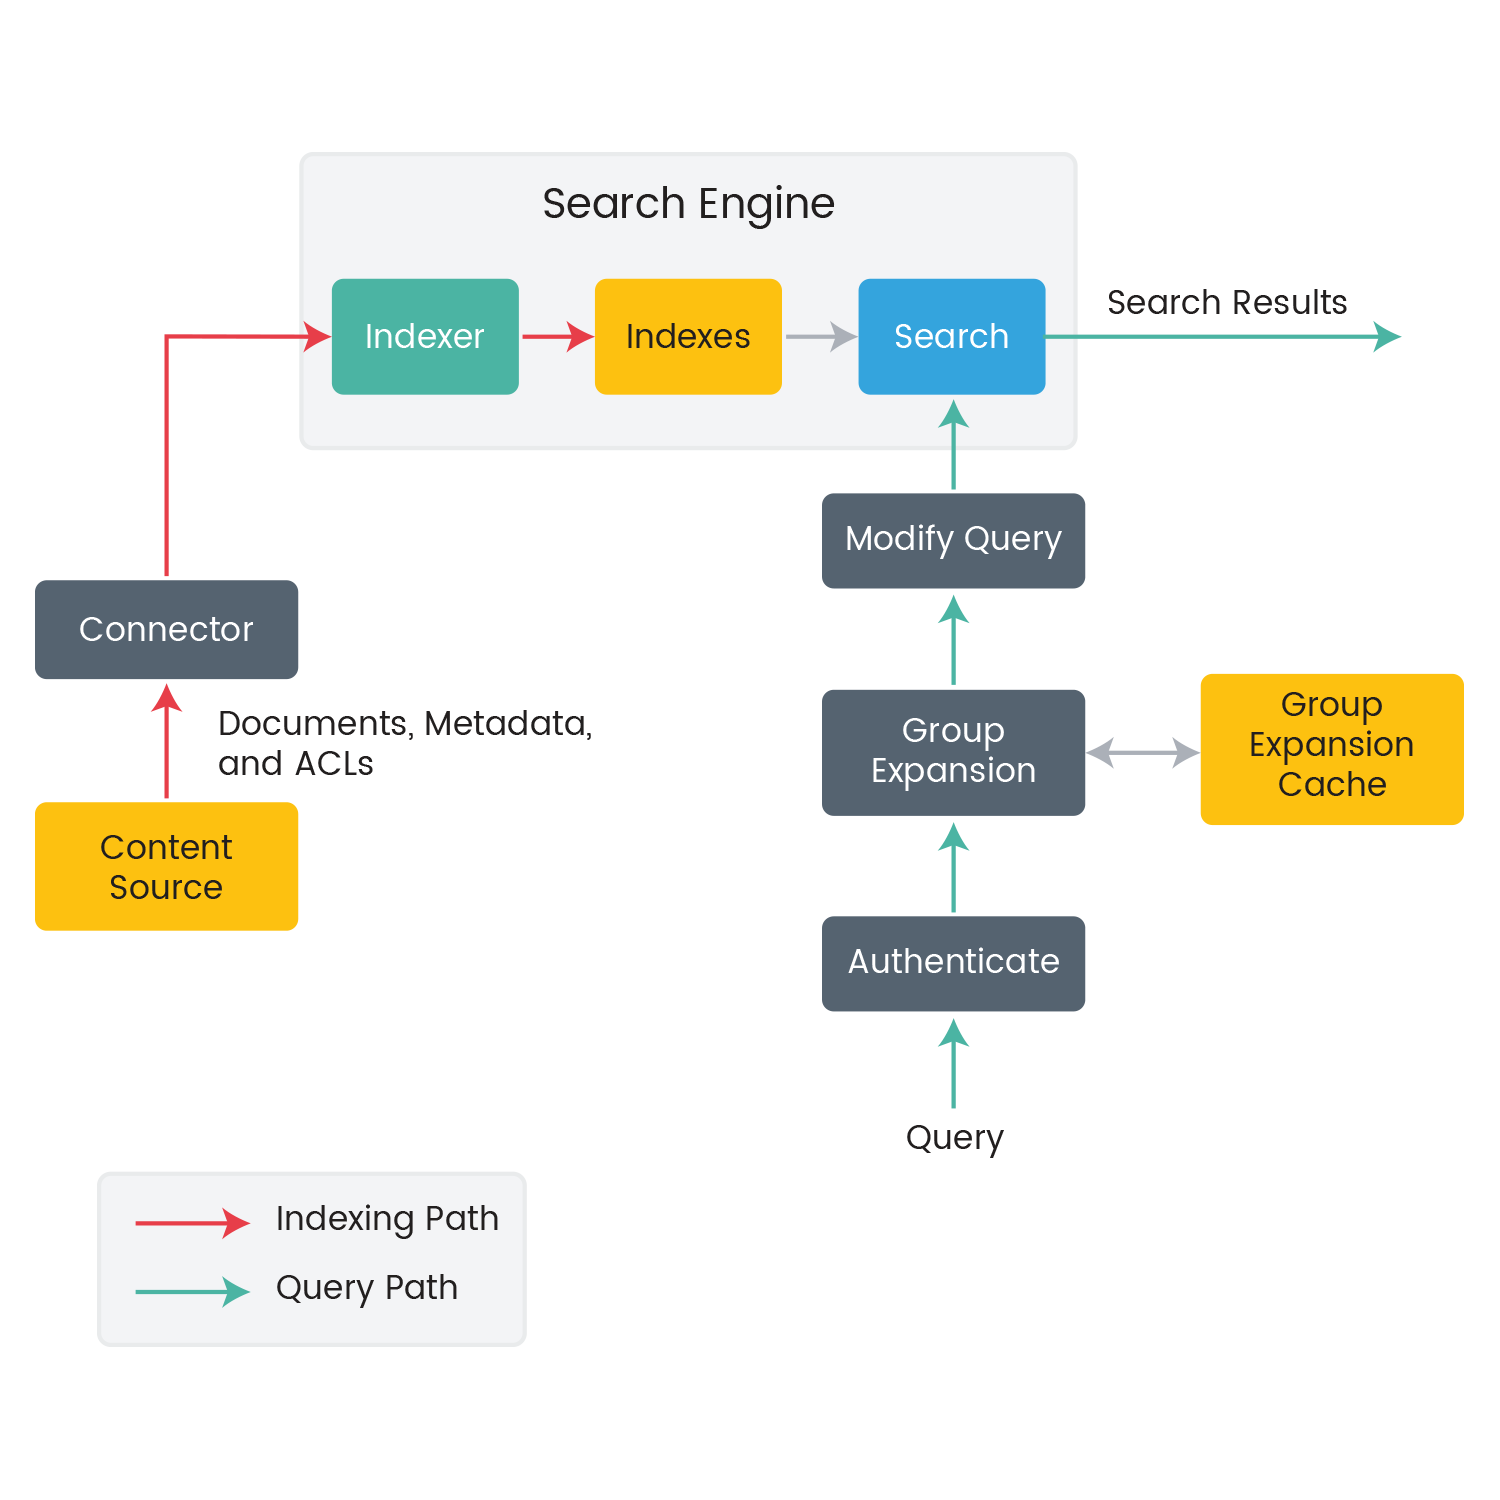 Search Engine
Indexer
Indexes
Search
Search Results
Modify Query
Connector
Documents, Metadata,
and ACLs
Group
Expansion
Group
Expansion
Cache
Content
Source
Authenticate
Query
Indexing Path
Query Path